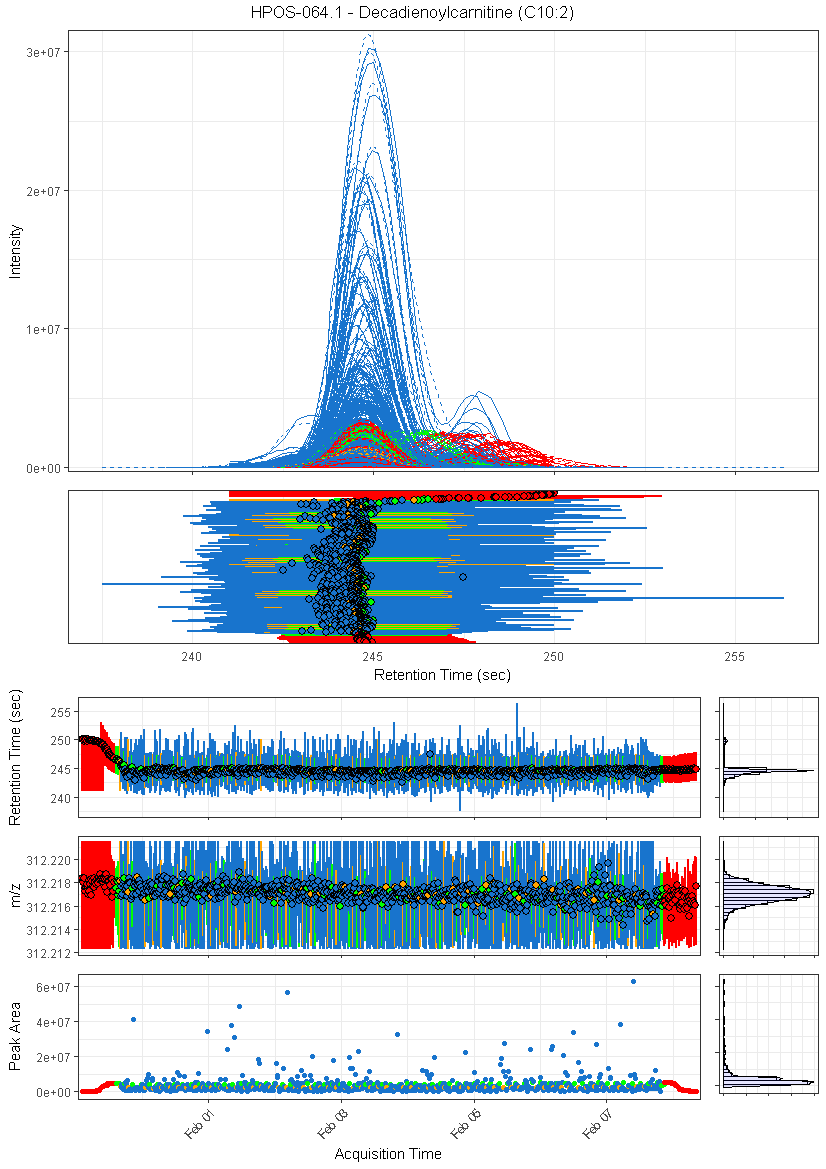 HPOS-064.1 - Decadienoylcarnitine (C10:2)
3e+07
2e+07
1e+07
0e+00
Intensity
240
245
250
255
Retention Time (sec)
255
250
245
240
Retention Time (sec)
312.220
312.218
312.216
312.214
312.212
m/z
6e+07
4e+07
2e+07
0e+00
Peak Area
Feb 01
Feb 03
Feb 05
Feb 07
Acquisition Time